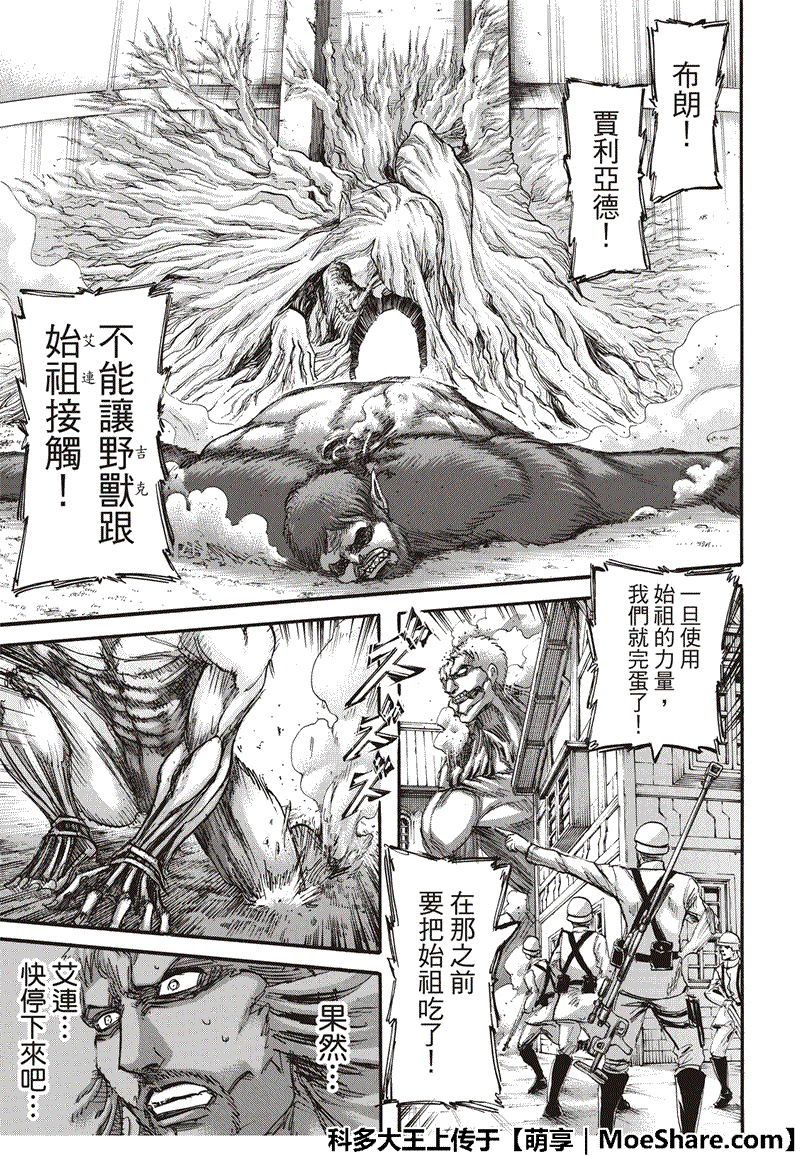 布朗！
賈利亞德！
不能讓野獸跟
吉克
始祖接觸！
艾連
一旦使用
始祖的力量，
我們就完蛋了！
ズズズ
在那之前
要把始祖吃了！
果然…
艾連…
快停下來吧…
科多大王上传于【萌享｜MoeShare.com】